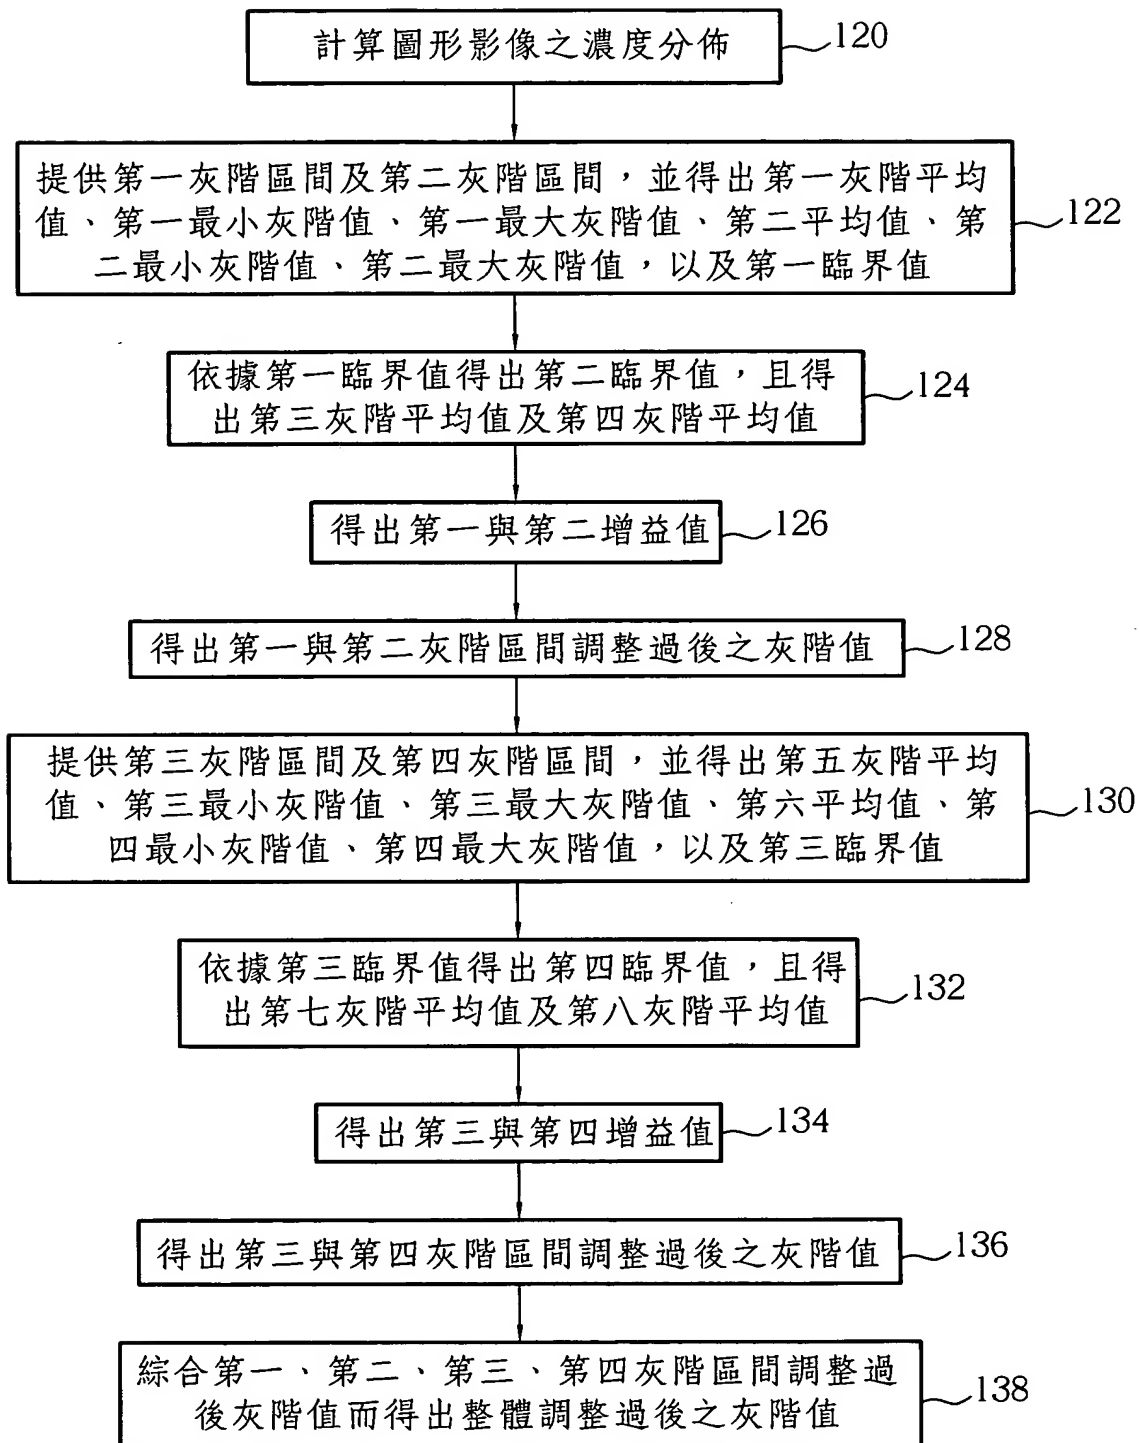 計算圖形影像之濃度分佈
120
提供第一灰階區間及第二灰階區間，並得出第一灰階平均
值、第一最小灰階值、第一最大灰階值、第二平均值、第
二最小灰階值、第二最大灰階值，以及第一臨界值
122
依據第一臨界值得出第二臨界值，且得
出第三灰階平均值及第四灰階平均值
124
得出第一與第二增益值
126
得出第一與第二灰階區間調整過後之灰階值
128
提供第三灰階區間及第四灰階區間，並得出第五灰階平均
值、第三最小灰階值、第三最大灰階值、第六平均值、第
四最小灰階值、第四最大灰階值，以及第三臨界值
130
依據第三臨界值得出第四臨界值，且得
出第七灰階平均值及第八灰階平均值
132
得出第三與第四增益值
134
得出第三與第四灰階區間調整過後之灰階值
136
綜合第一、第二、第三、第四灰階區間調整過
後灰階值而得出整體調整過後之灰階值
138